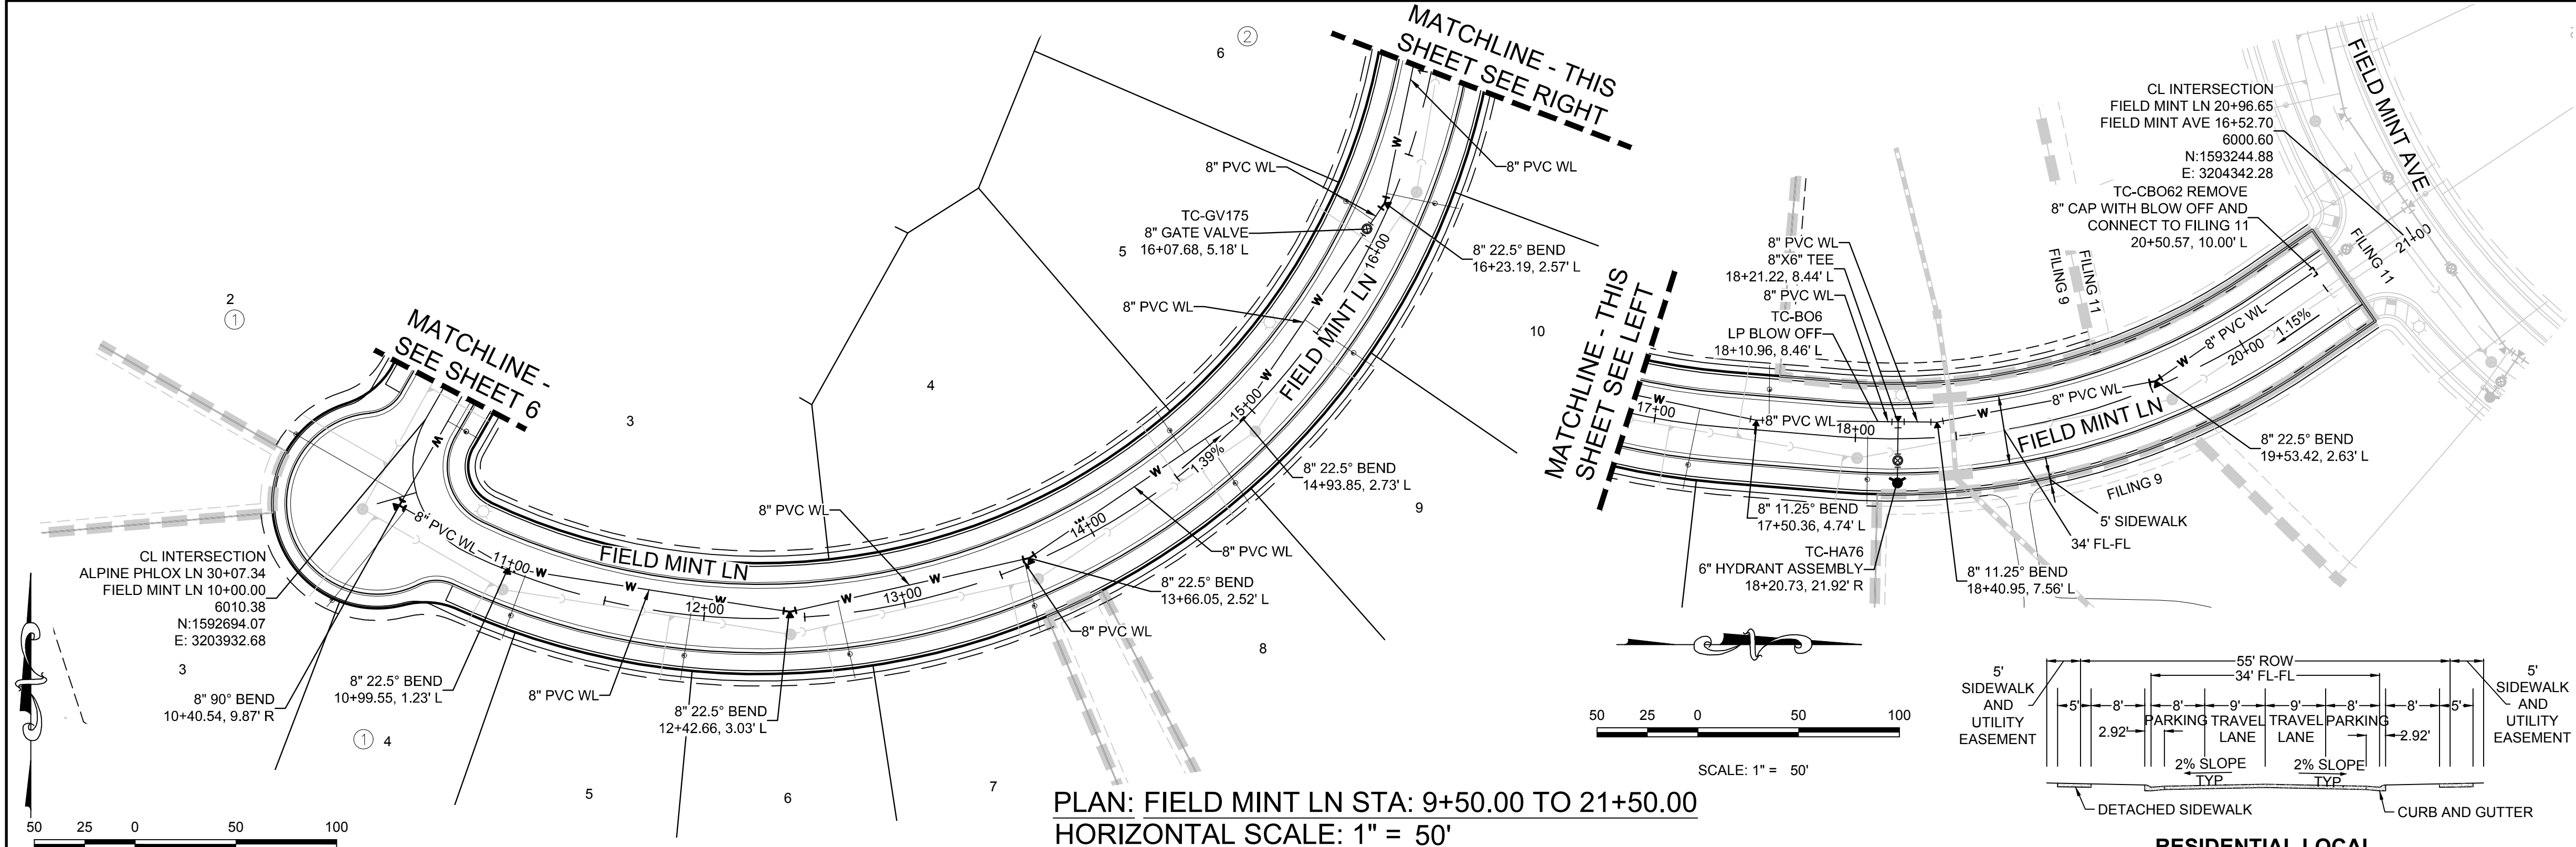 MATCHLINE - THIS
SHEET SEE RIGHT
MATCHLINE -
SEE SHEET 6
2
①
3
4
5
6
②
TC-GV175
8" GATE VALVE
16+07.68, 5.18' L
8" PVC WL
8" PVC WL
8" PVC WL
W
16+00
8" 22.5° BEND
16+23.19, 2.57' L
10
FIELD MINT LN
W
W
15+00
1.39%
W
8" 22.5° BEND
14+93.85, 2.73' L
9
8" PVC WL
W
14+00
8" PVC WL
8" 22.5° BEND
13+66.05, 2.52' L
8" PVC WL
8
W
8" PVC WL
11+00
W
W
W
W
W
FIELD MINT LN
12+00
13+00
CL INTERSECTION
ALPINE PHLOX LN 30+07.34
FIELD MINT LN 10+00.00
6010.38
N:1592694.07
E: 3203932.68
3
8" 90° BEND
10+40.54, 9.87' R
8" 22.5° BEND
10+99.55, 1.23' L
① 4
8" PVC WL
8" 22.5° BEND
12+42.66, 3.03' L
5
6
7
50 25 0 50 100
PLAN: FIELD MINT LN STA: 9+50.00 TO 21+50.00
HORIZONTAL SCALE: 1" = 50'
MATCHLINE - THIS
SHEET SEE LEFT
FIELD MINT AVE
CL INTERSECTION
FIELD MINT LN 20+96.65
FIELD MINT AVE 16+52.70
6000.60
N:1593244.88
E: 3204342.28
TC-CBO62 REMOVE
8" CAP WITH BLOW OFF AND
CONNECT TO FILING 11
20+50.57, 10.00' L
FILING 11
21+00
FILING 9
FILING 11
8" PVC WL
8"X6" TEE
18+21.22, 8.44' L
8" PVC WL
TC-BO6
LP BLOW OFF
18+10.96, 8.46' L
W
17+00
8" PVC WL
18+00
W
8" PVC WL
W
8" PVC WL
W
20+00
1.15%
FIELD MINT LN
8" 22.5° BEND
19+53.42, 2.63' L
FILING 9
5' SIDEWALK
34' FL-FL
8" 11.25° BEND
17+50.36, 4.74' L
TC-HA76
6" HYDRANT ASSEMBLY
18+20.73, 21.92' R
8" 11.25° BEND
18+40.95, 7.56' L
50 25 0 50 100
SCALE: 1" = 50'
55' ROW
34' FL-FL
5'
SIDEWALK
AND
UTILITY
EASEMENT
5'
SIDEWALK
AND
UTILITY
EASEMENT
5' 8' 8' 9' 9' 8' 8' 5'
PARKING TRAVEL TRAVEL PARKING
LANE LANE
2.92' 2.92'
2% SLOPE 2% SLOPE
TYP. TYP.
DETACHED SIDEWALK
CURB AND GUTTER
RESIDENTIAL LOCAL